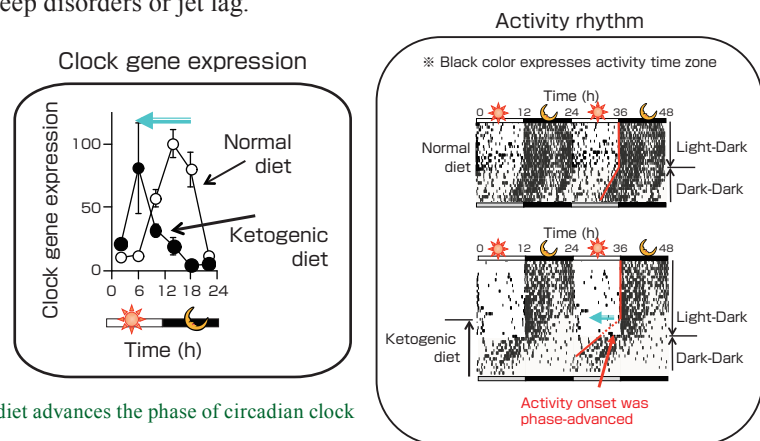 eep disorders or jet lag.
Clock gene expression
Clock gene expression
100
50
0
0 6 12 18 24
Time (h)
Normal
diet
Ketogenic
diet
diet advances the phase of circadian clock
Activity rhythm
※ Black color expresses activity time zone
Time (h)
0 12 24 36 48
Normal
diet
Light-Dark
Dark-Dark
0 12 24 36 48
Ketogenic
diet
Light-Dark
Dark-Dark
Activity onset was
phase-advanced